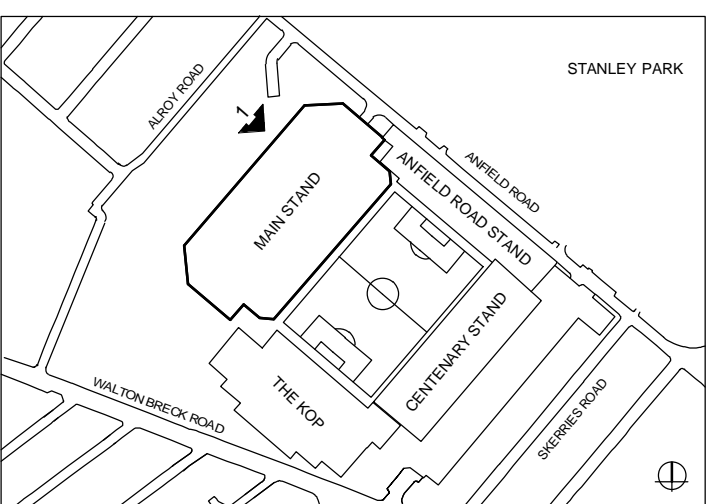 STANLEY PARK
ALROY ROAD
1
ANFIELD ROAD
ANFIELD ROAD STAND
MAIN STAND
CENTENARY STAND
THE KOP
WALTON BRECK ROAD
SKERRIES ROAD